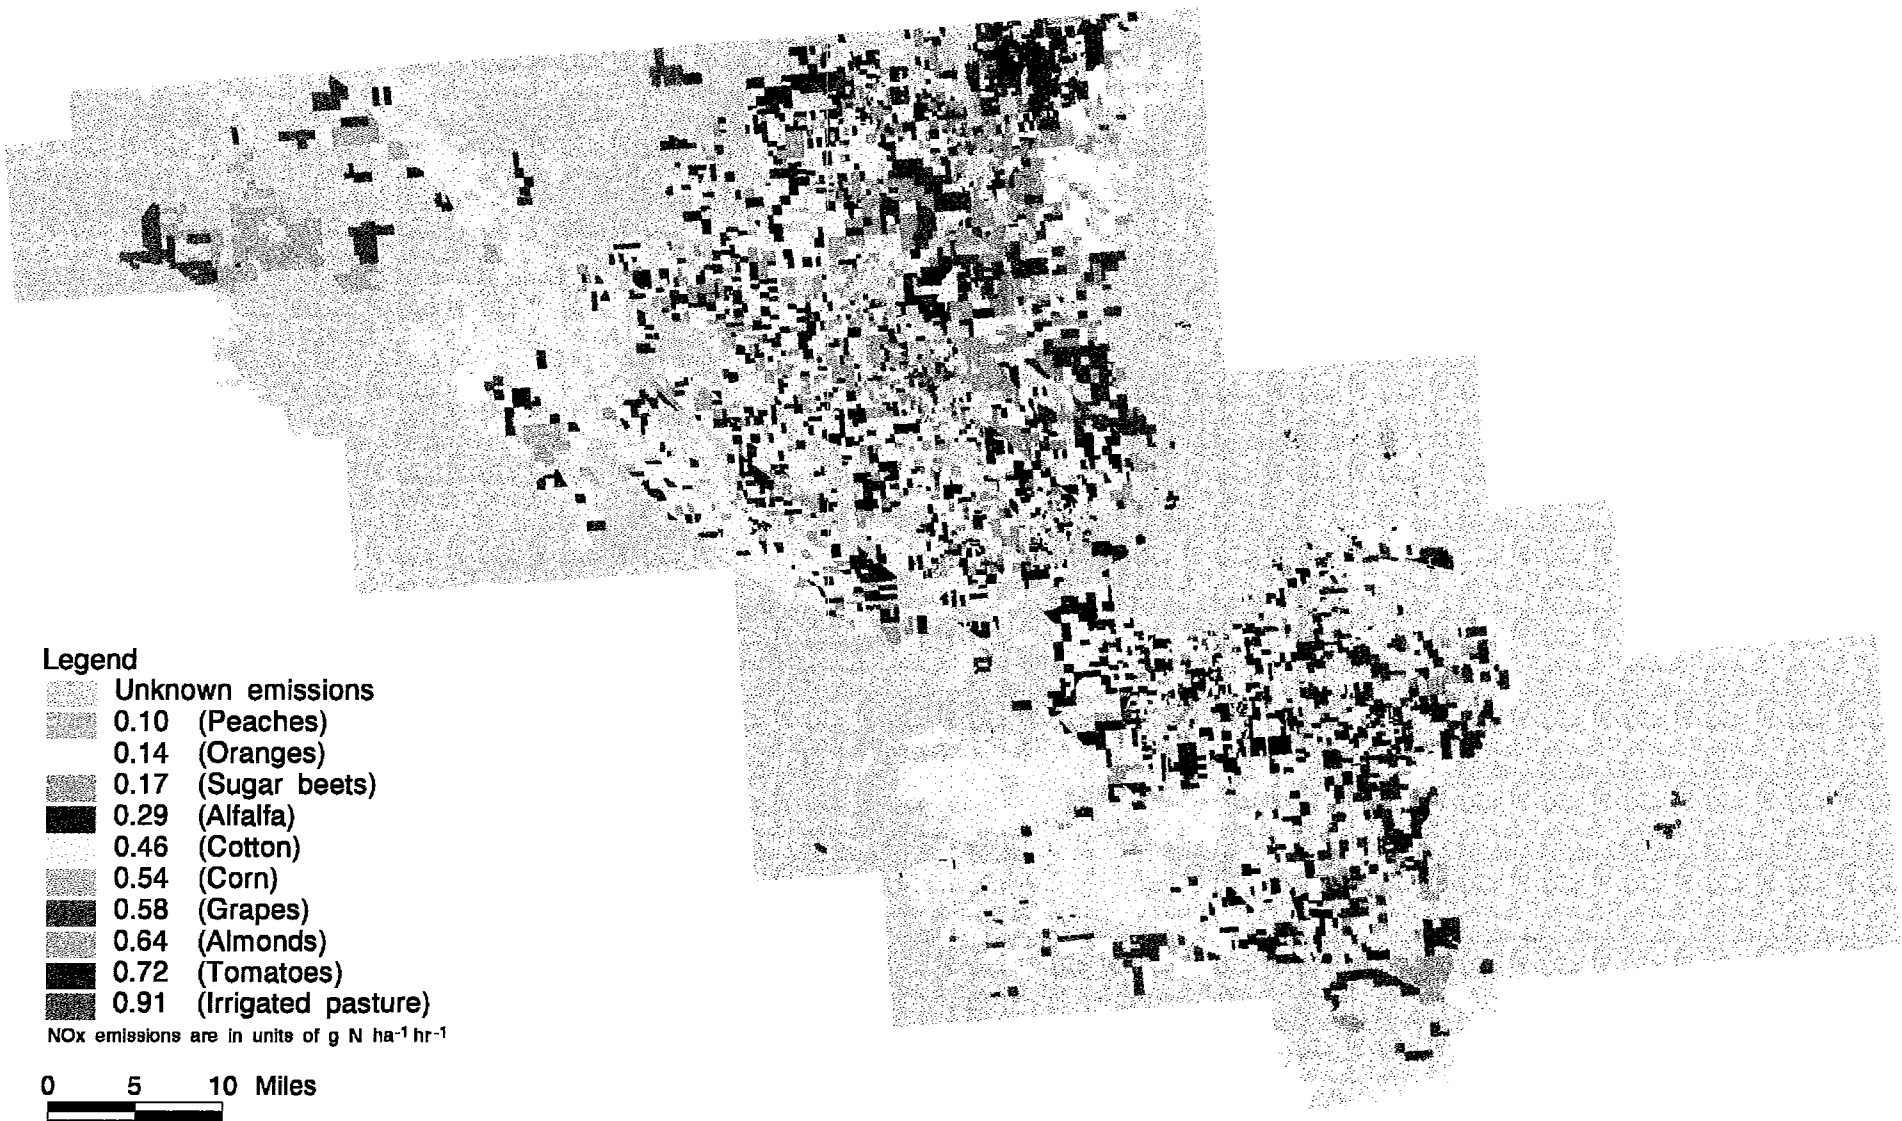 Legend
Unknown emissions
0.10 (Peaches)
0.14 (Oranges)
0.17 (Sugar beets)
0.29 (Alfalfa)
0.46 (Cotton)
0.54 (Corn)
0.58 (Grapes)
0.64 (Almonds)
0.72 (Tomatoes)
0.91 (Irrigated pasture)
NOx emissions are in units of g N ha⁻¹ hr⁻¹
0 5 10 Miles